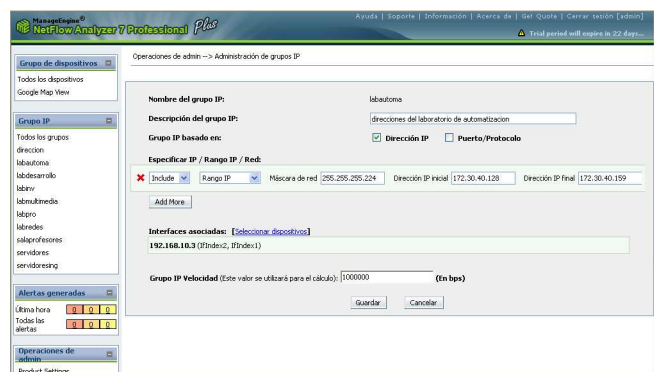 ManageEngine®
NetFlow Analyzer 7 Professional Plus
Ayuda | Soporte | Información | Acerca da | Get Quote | Cerrar sesión [admin]
Trial period will expire in 22 days...
Grupo de dispositivos
Todos los dispositivos
Google Map View
Grupo IP
Todos los grupos
direccion
labautoma
labdesarrollo
labinv
labmultimedia
labpro
labredes
salaprofesores
servidores
servidoresing
Alertas generadas
Última hora 0 0 0
Todas las alertas 0 0 0
Operaciones de admin
Product Settings
Operaciones de admin --> Administración de grupos IP
Nombre del grupo IP: labautoma
Descripción del grupo IP: direcciones del laboratorio de automatizacion
Grupo IP basado en: Dirección IP Puerto/Protocolo
Especificar IP / Rango IP / Red:
Include Rango IP Máscara de red 255.255.255.224 Dirección IP inicial 172.30.40.128 Dirección IP final 172.30.40.159
Add More
Interfaces asociadas: [Seleccionar dispositivos]
192.168.10.3 (IfIndex2, IfIndex1)
Grupo IP Velocidad (Este valor se utilizará para el cálculo): 1000000 (En bps)
Guardar Cancelar